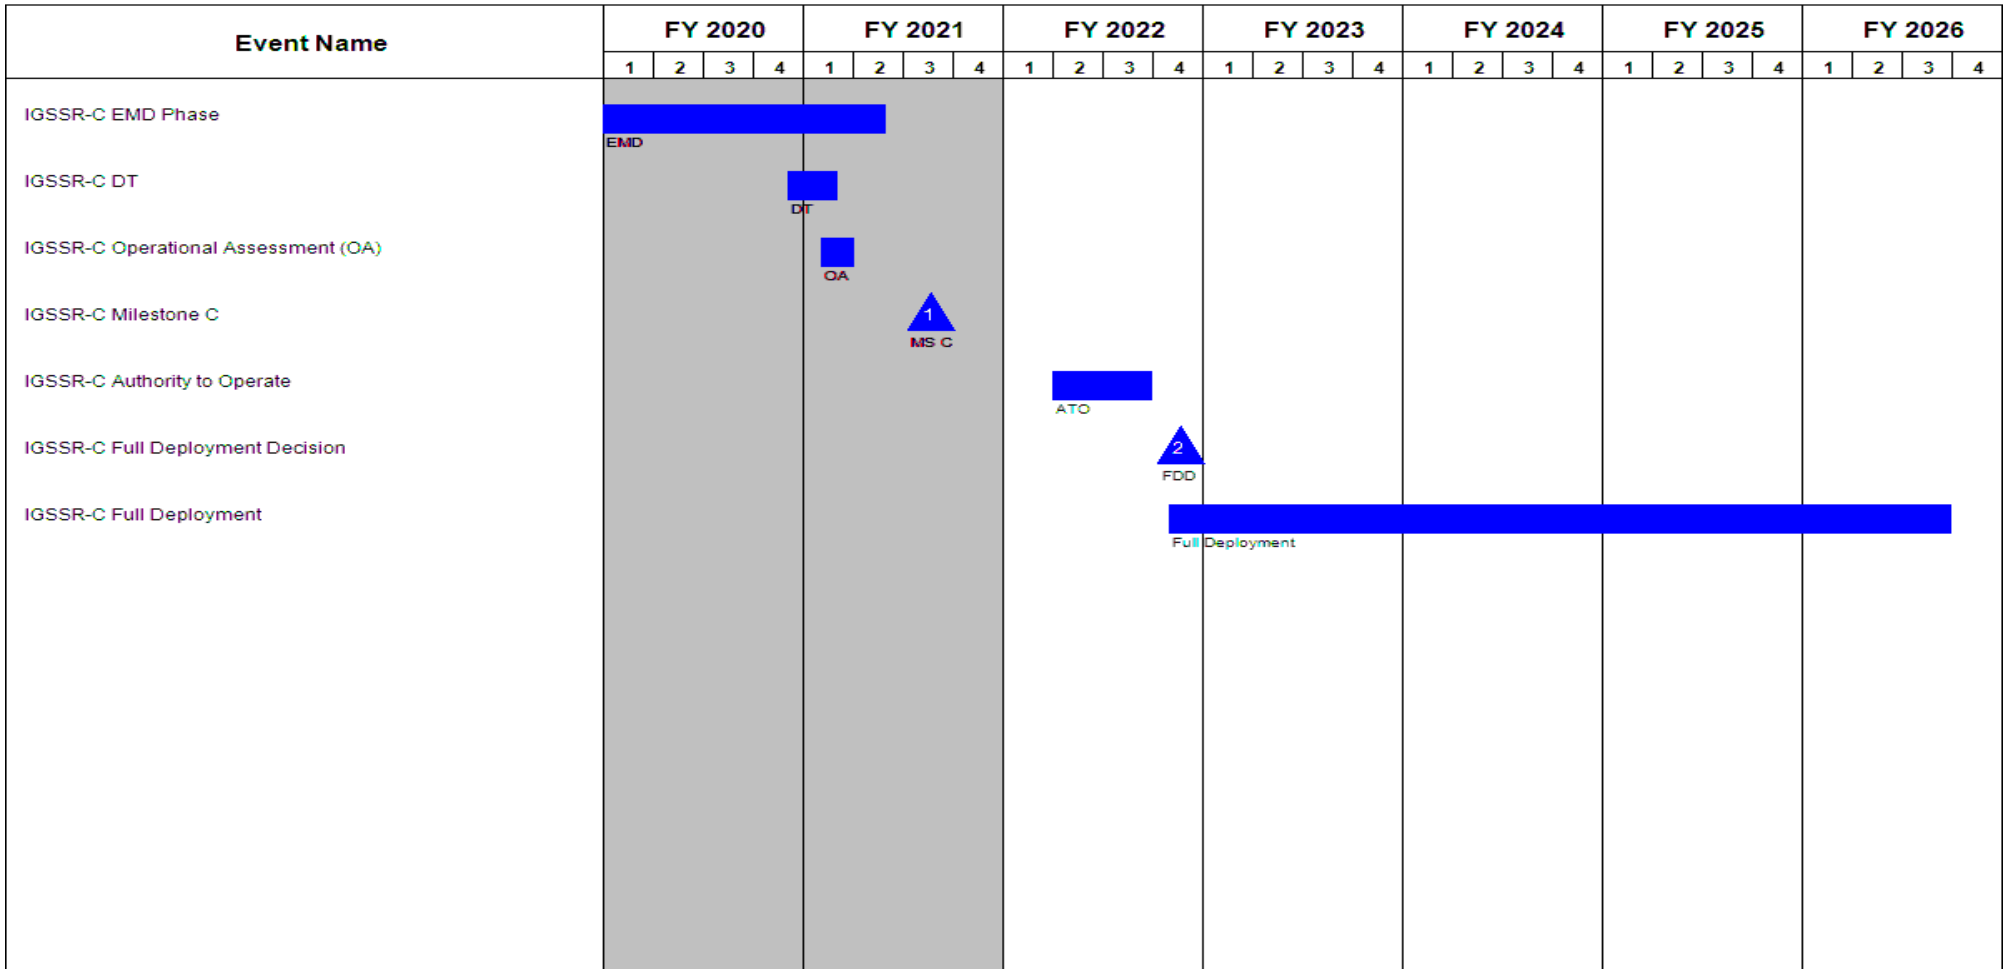 Event Name
FY 2020 FY 2021 FY 2022 FY 2023 FY 2024 FY 2025 FY 2026
1 2 3 4 1 2 3 4 1 2 3 4 1 2 3 4 1 2 3 4 1 2 3 4 1 2 3 4
IGSSR-C EMD Phase
EMD
IGSSR-C DT
DT
IGSSR-C Operational Assessment (OA)
OA
IGSSR-C Milestone C
1
MS C
IGSSR-C Authority to Operate
ATO
IGSSR-C Full Deployment Decision
2
FDD
IGSSR-C Full Deployment
Full Deployment